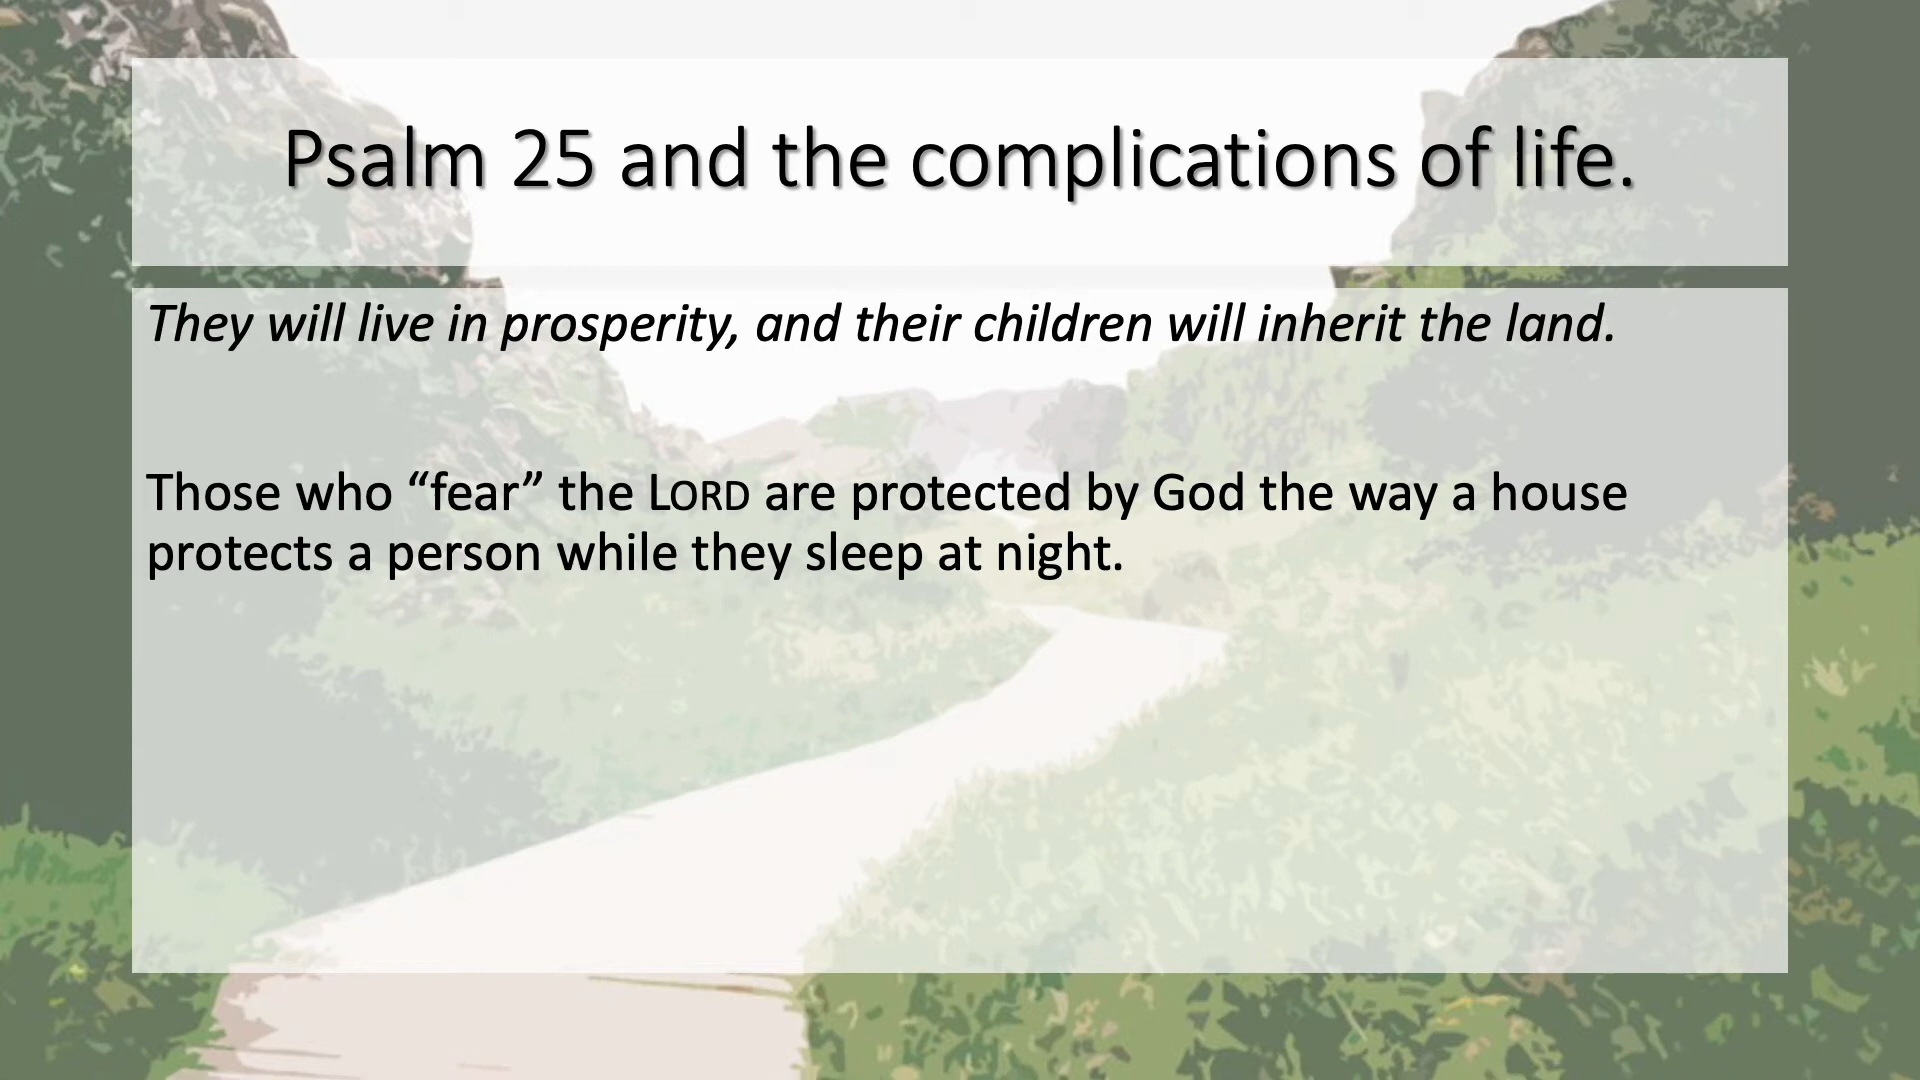 Psalm 25 and the complications of life.
They will live in prosperity, and their children will inherit the land.
Those who “fear” the LORD are protected by God the way a house
protects a person while they sleep at night.